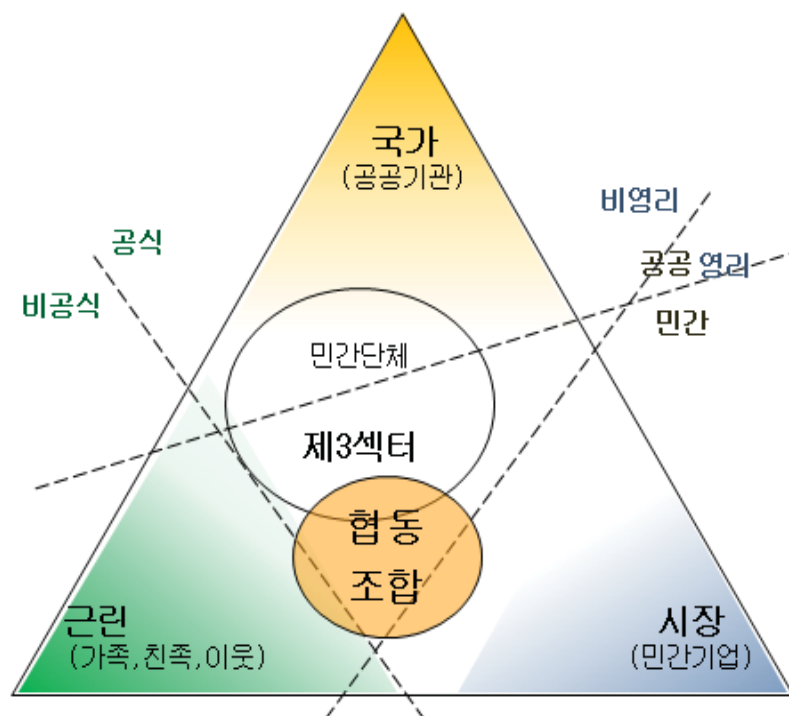 국가
(공공기관)
비영리
공식
공공 영리
비공식
민간
민간단체
제3섹터
협동
조합
근린
(가족,친족,이웃)
시장
(민간기업)